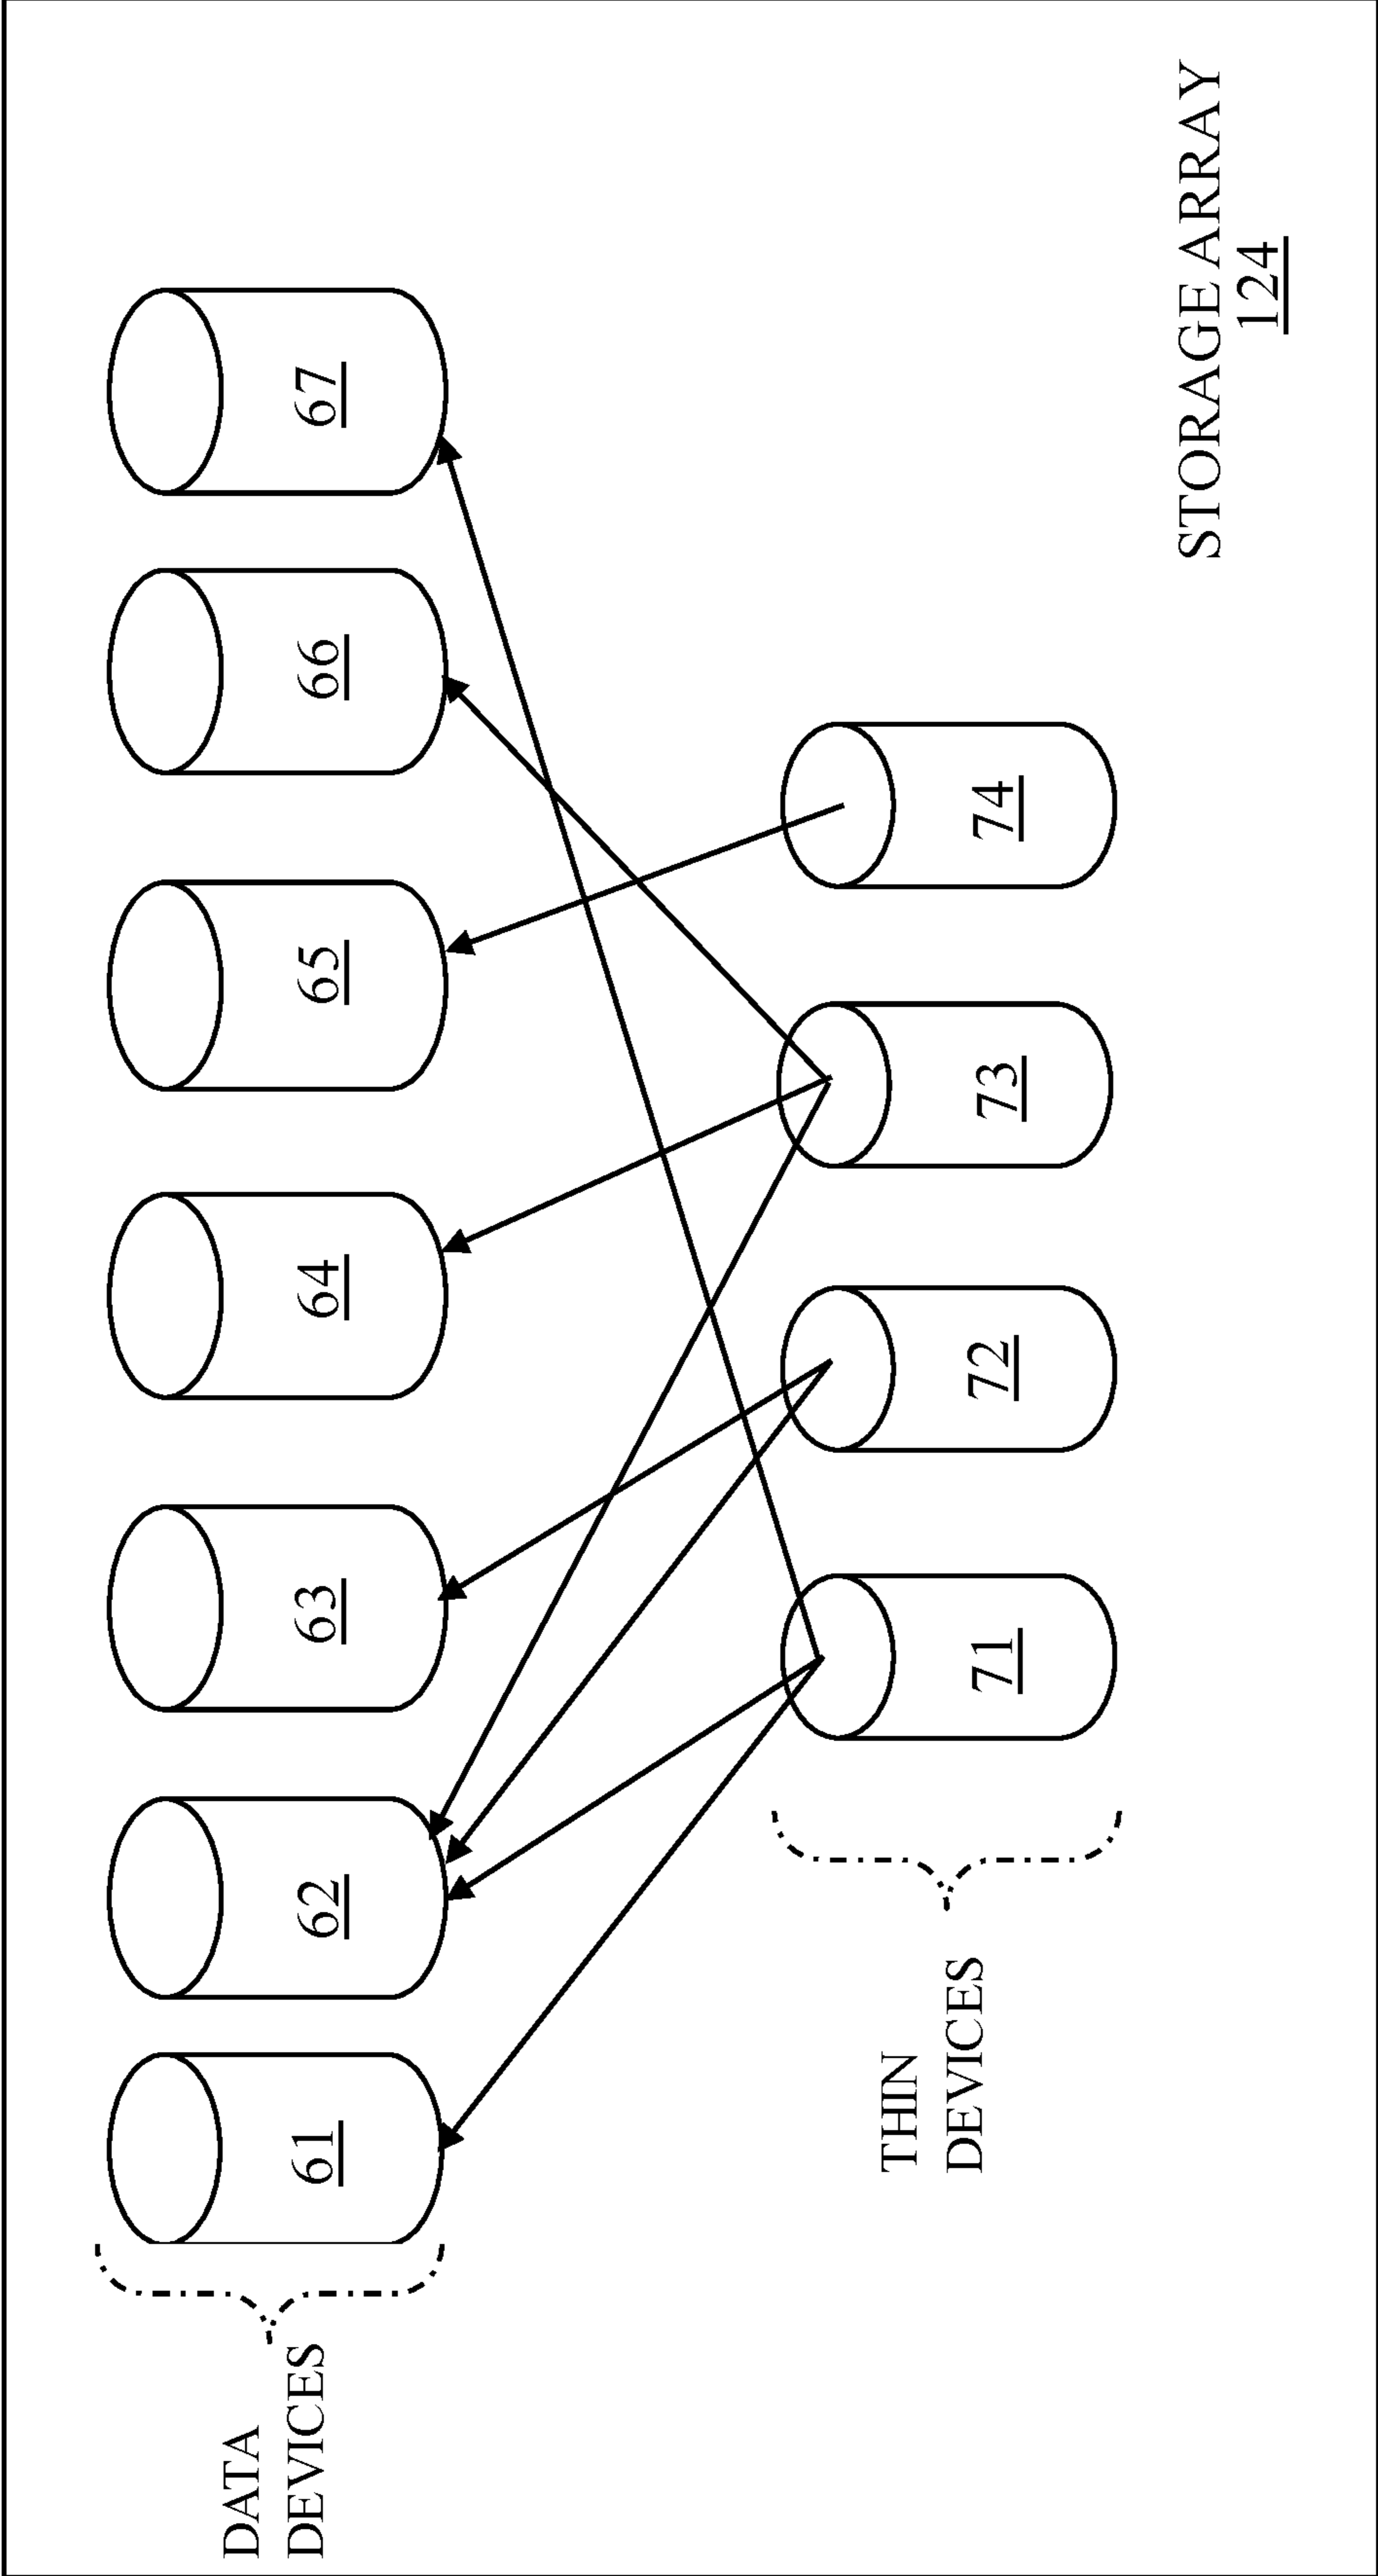 DATA
DEVICES
61
62
63
64
65
66
67
THIN
DEVICES
71
72
73
74
STORAGE ARRAY
124